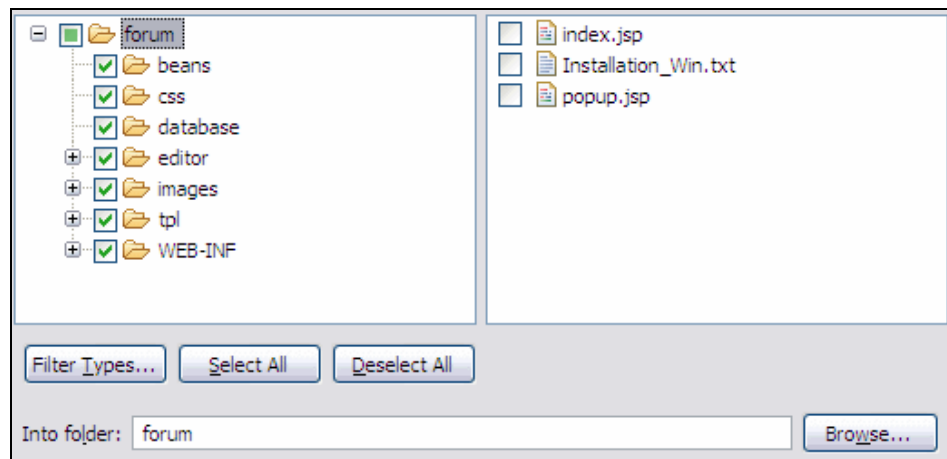 forum
beans
css
database
editor
images
tpl
WEB-INF
index.jsp
Installation_Win.txt
popup.jsp
Filter Types... Select All Deselect All
Into folder: forum Browse...